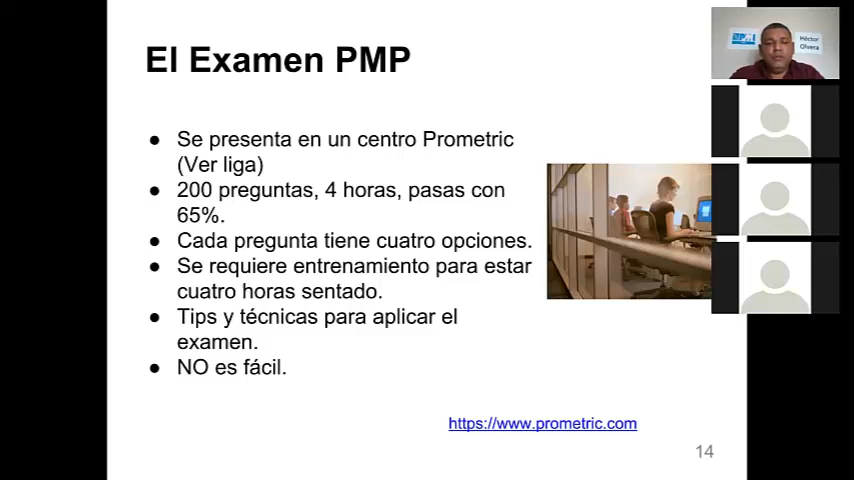 El Examen PMP
● Se presenta en un centro Prometric
(Ver liga)
● 200 preguntas, 4 horas, pasas con
65%.
● Cada pregunta tiene cuatro opciones.
● Se requiere entrenamiento para estar
cuatro horas sentado.
● Tips y técnicas para aplicar el
examen.
● NO es fácil.
https://www.prometric.com
14
Héctor
Olvera